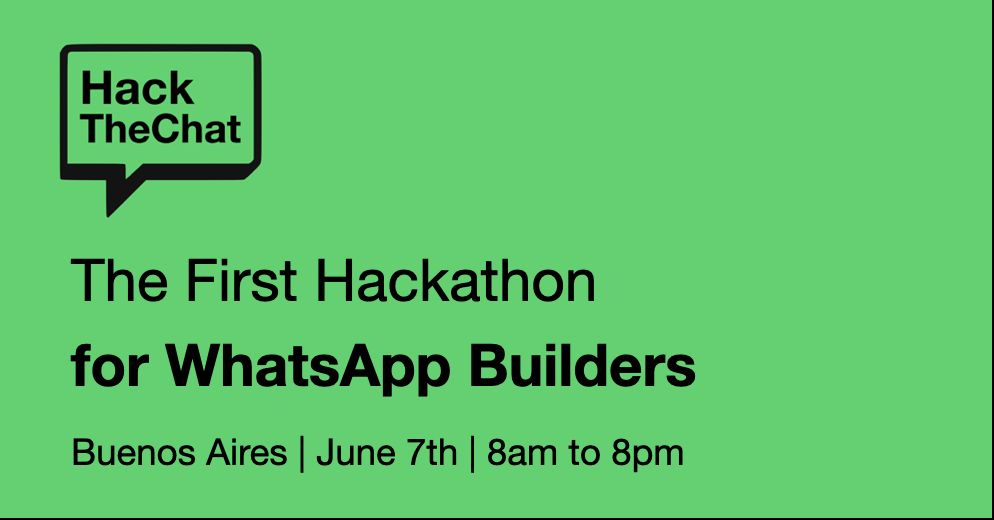 Hack
TheChat
The First Hackathon
for WhatsApp Builders
Buenos Aires | June 7th | 8am to 8pm